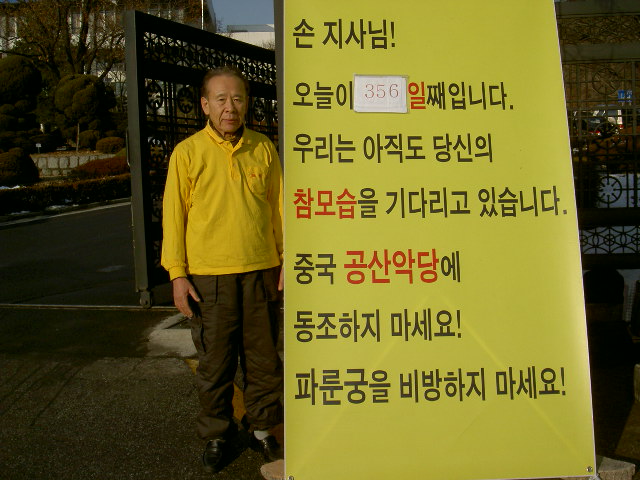 손 지사님!
오늘이 356 일째입니다.
우리는 아직도 당신의
참모습을 기다리고 있습니다.
중국 공산악당에
동조하지 마세요!
파룬궁을 비방하지 마세요!